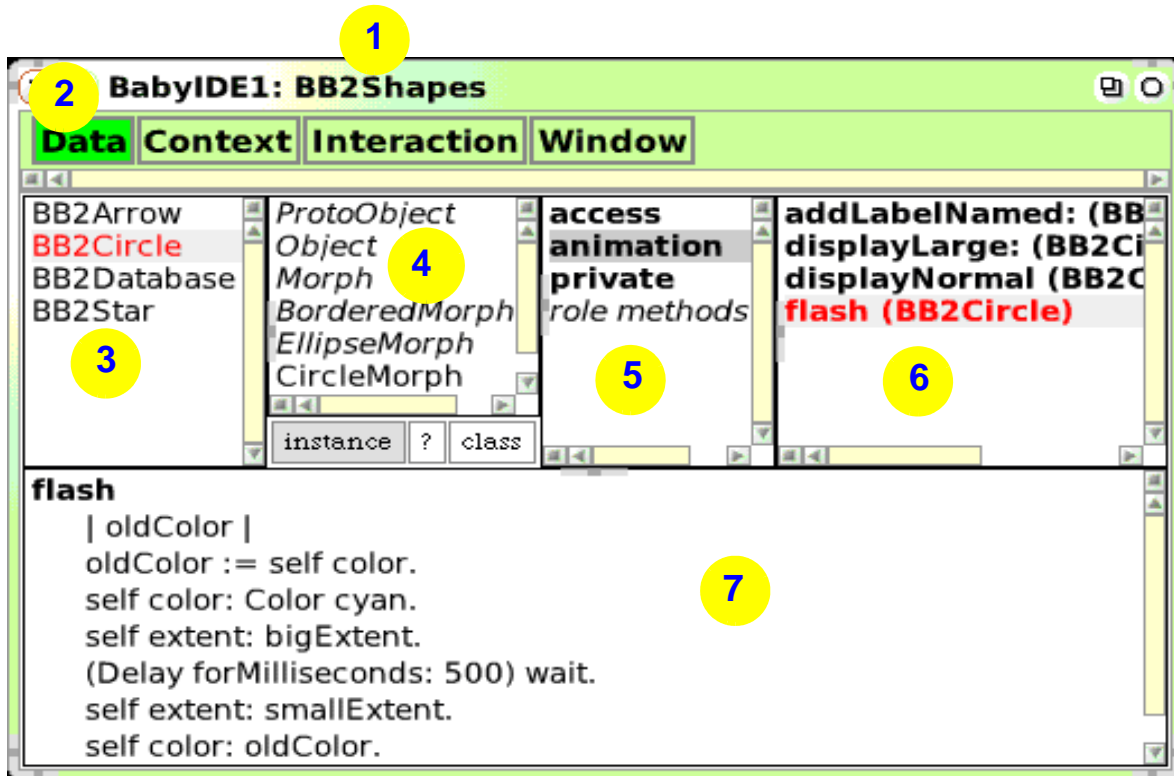 1
BabyIDE1: BB2Shapes
2
Data Context Interaction Window
BB2Arrow
BB2Circle
BB2Database
BB2Star
3
ProtoObject
Object
Morph
BorderedMorph
EllipseMorph
CircleMorph
4
instance ? class
access
animation
private
role methods
5
addLabelNamed: (BB
displayLarge: (BB2Ci
displayNormal (BB2C
flash (BB2Circle)
6
flash
| oldColor |
oldColor := self color.
self color: Color cyan.
self extent: bigExtent.
(Delay forMilliseconds: 500) wait.
self extent: smallExtent.
self color: oldColor.
7